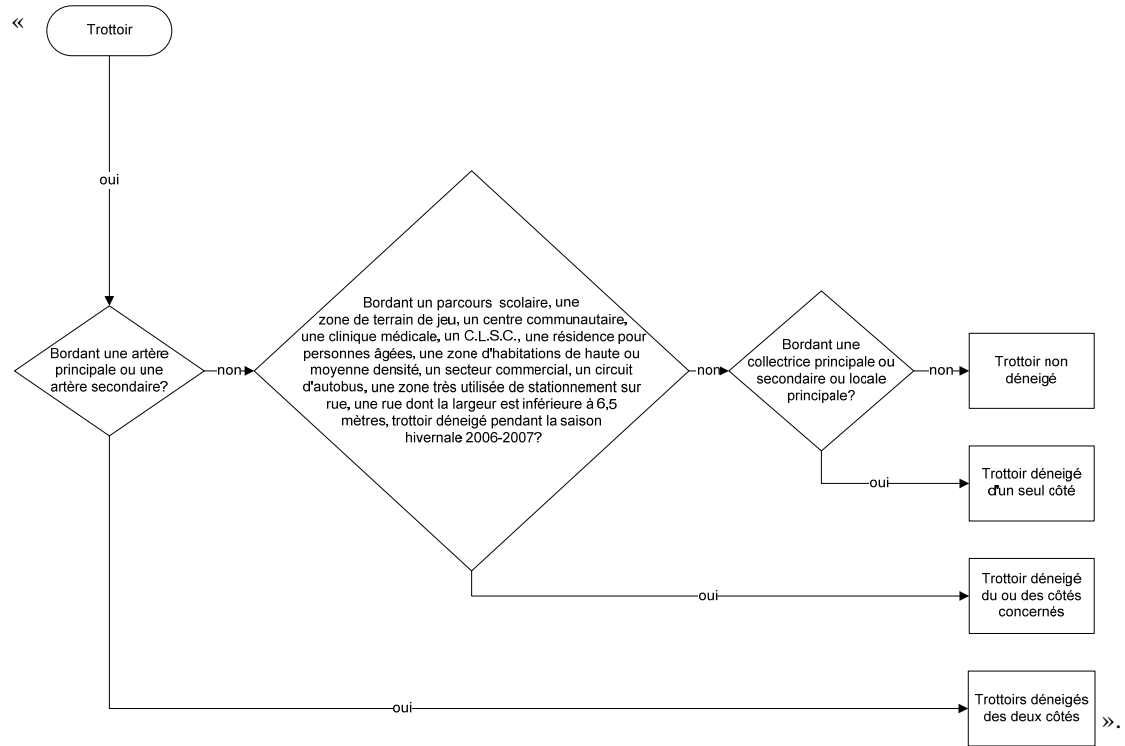 «
Trottoir
oui
Bordant une artère
principale ou une
artère secondaire?
non
Bordant un parcours scolaire, une
zone de terrain de jeu, un centre communautaire,
une clinique médicale, un C.L.S.C., une résidence pour
personnes âgées, une zone d'habitations de haute ou
moyenne densité, un secteur commercial, un circuit
d'autobus, une zone très utilisée de stationnement sur
rue, une rue dont la largeur est inférieure à 6,5
mètres, trottoir déneigé pendant la saison
hivernale 2006-2007?
non
Bordant une
collectrice principale ou
secondaire ou locale
principale?
non
Trottoir non
déneigé
oui
Trottoir déneigé
d'un seul côté
oui
Trottoir déneigé
du ou des côtés
concernés
oui
Trottoirs déneigés
des deux côtés
».